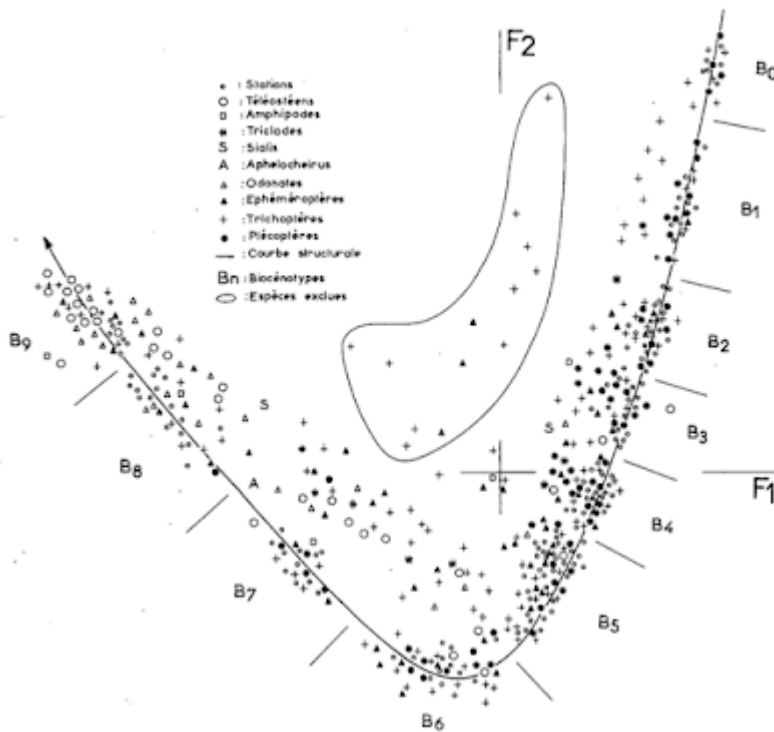 F2
: Stations
: Téléostéens
: Amphipodes
: Triclades
S : Sialis
A : Aphelocheirus
: Odonates
: Ephéméroptères
: Trichoptères
: Plécoptères
: Courbe structurale
Bn : Biocénotypes
: Espèces exclues
B0
B1
B2
B3
F1
B4
B5
B6
B7
B8
B9
S
S
A